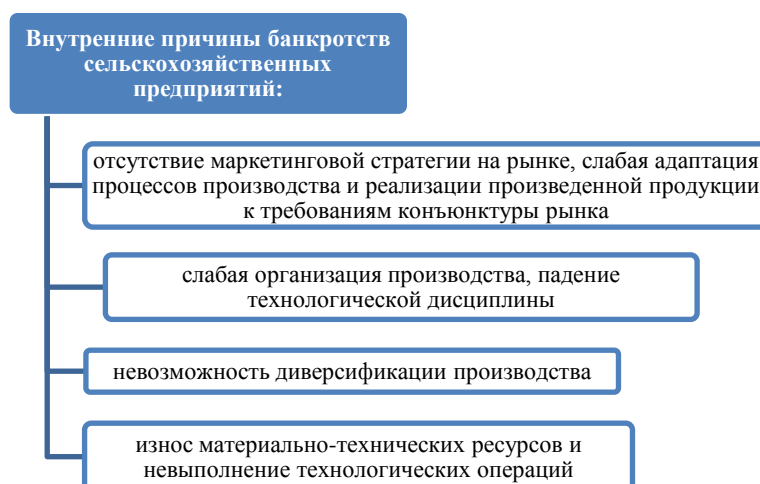 Внутренние причины банкротств
сельскохозяйственных
предприятий:
отсутствие маркетинговой стратегии на рынке, слабая адаптация
процессов производства и реализации произведенной продукции
к требованиям конъюнктуры рынка
слабая организация производства, падение
технологической дисциплины
невозможность диверсификации производства
износ материально-технических ресурсов и
невыполнение технологических операций